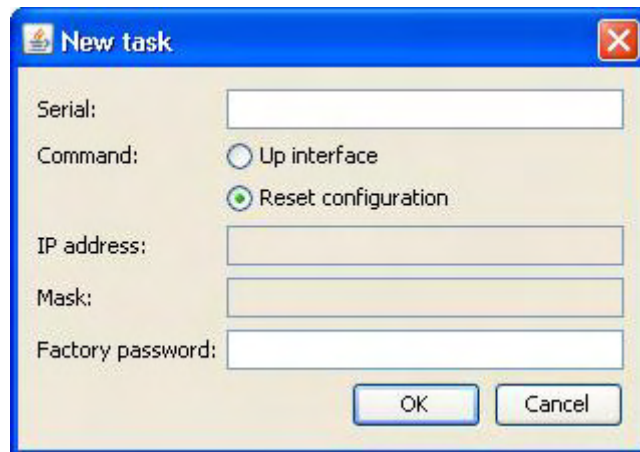 New task
Serial:
Command: Up interface
Reset configuration
IP address:
Mask:
Factory password:
OK Cancel